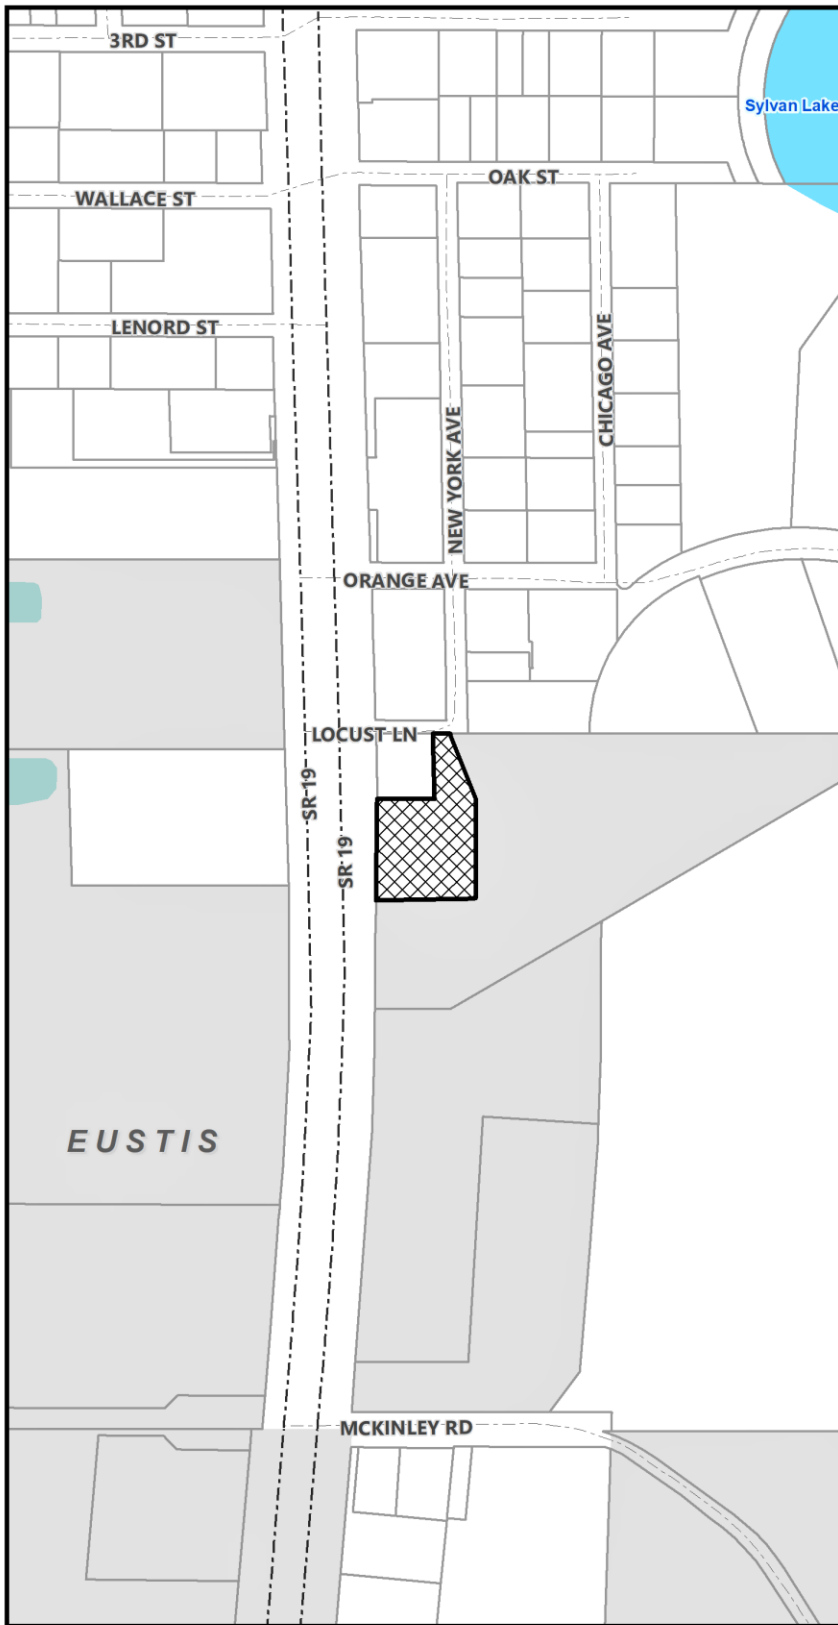 3RD ST
Sylvan Lake
OAK ST
WALLACE ST
LENORD ST
CHICAGO AVE
NEW YORK AVE
ORANGE AVE
LOCUST LN
SR 19
SR 19
EUSTIS
MCKINLEY RD